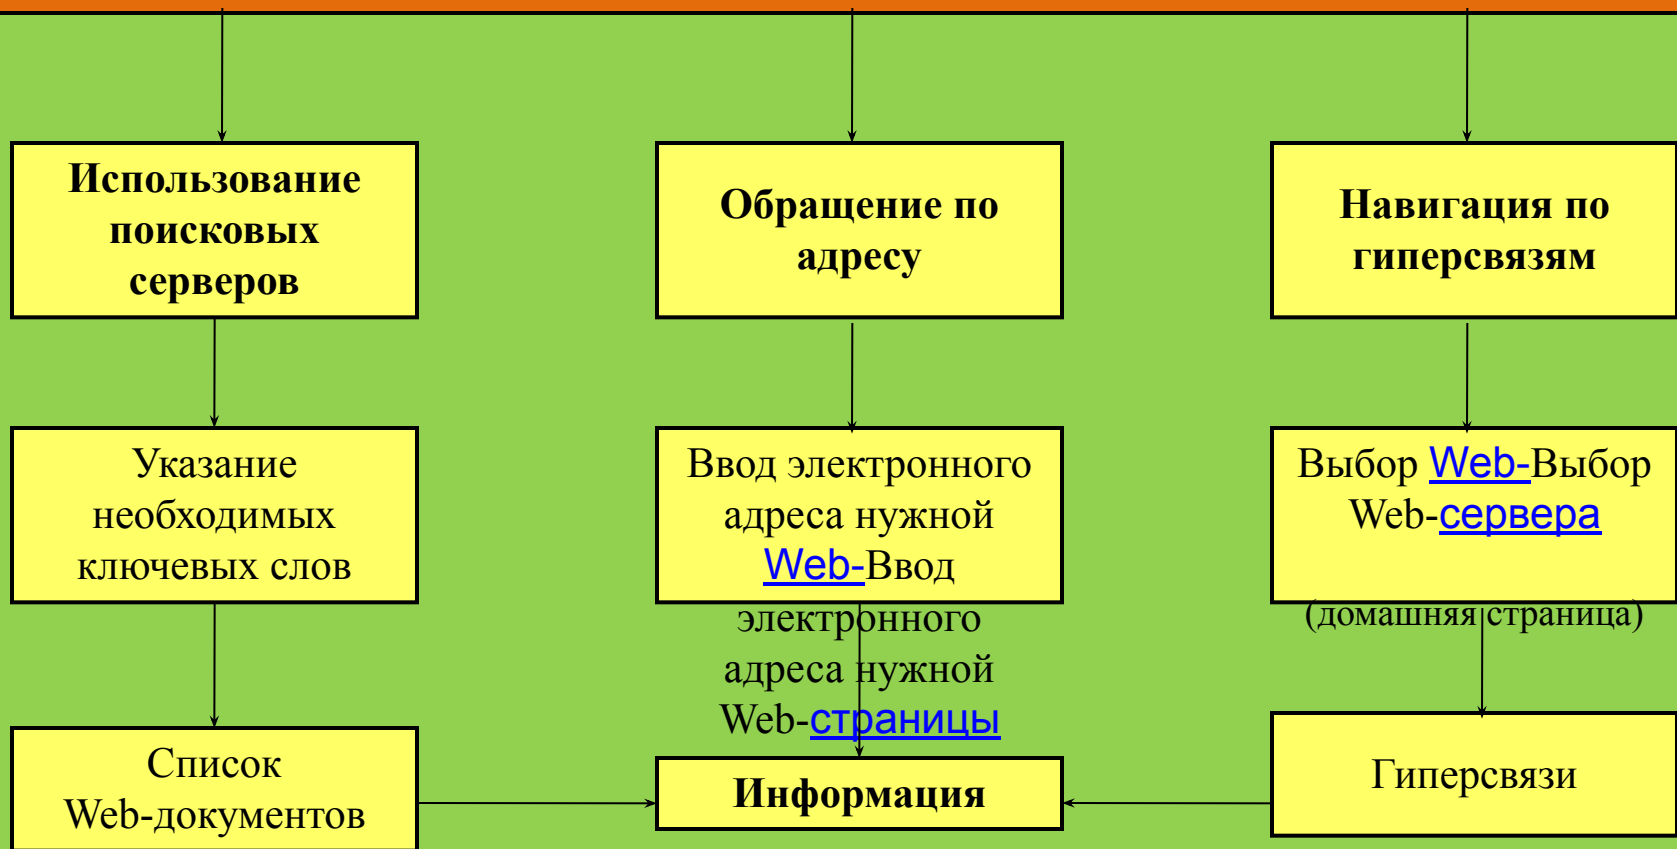 Использование
поисковых
серверов
Обращение по
адресу
Навигация по
гиперсвязям
Указание
необходимых
ключевых слов
Ввод электронного
адреса нужной
Web-Ввод
электронного
адреса нужной
Web-страницы
Выбор Web-Выбор
Web-сервера
(домашняя страница)
Список
Web-документов
Информация
Гиперсвязи